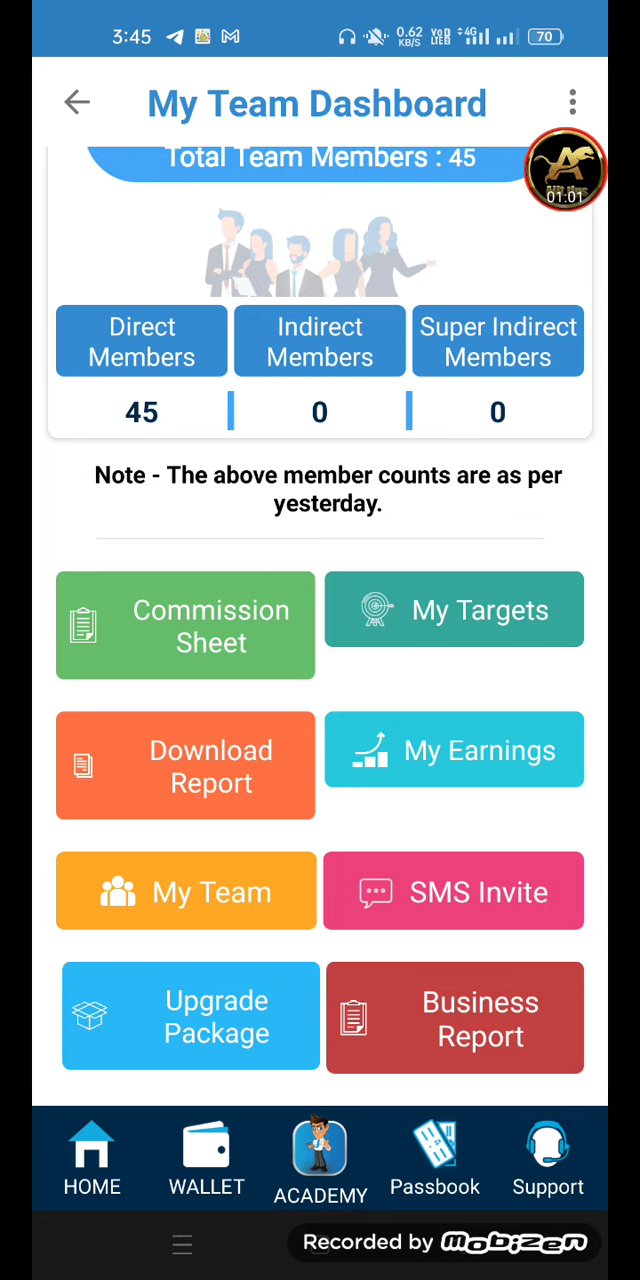 3:45
0.62
KB/S
4G
70
My Team Dashboard
Total Team Members : 45
A
01:01
Direct
Members
Indirect
Members
Super Indirect
Members
45
0
0
Note - The above member counts are as per
yesterday.
Commission
Sheet
My Targets
Download
Report
My Earnings
My Team
SMS Invite
Upgrade
Package
Business
Report
HOME
WALLET
ACADEMY
Passbook
Support
Recorded by mobizen